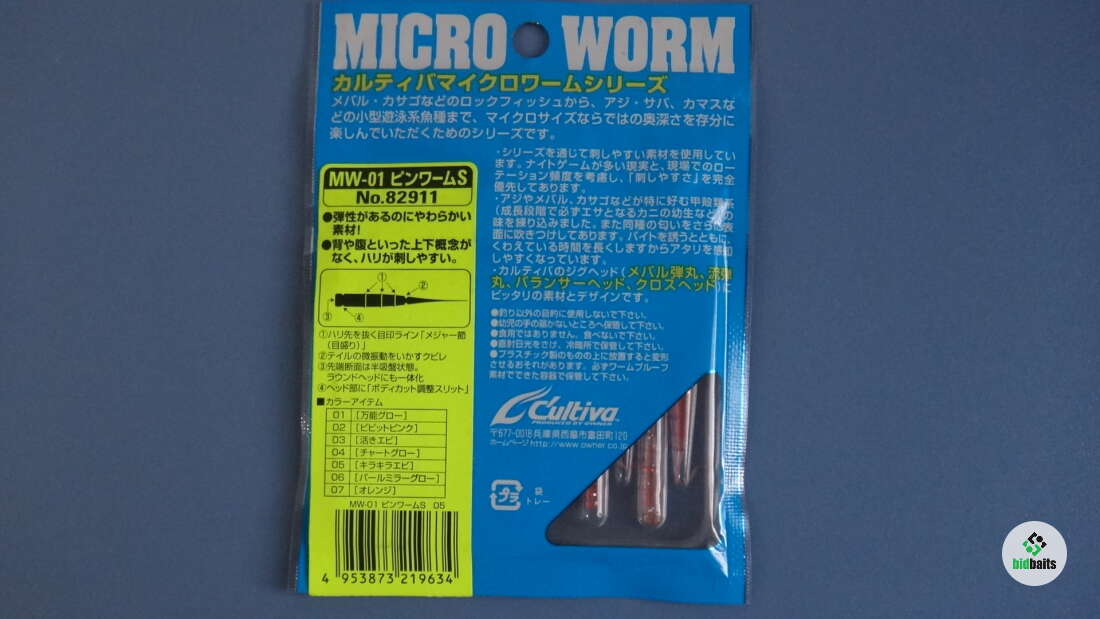 MICRO WORM
カルティバマイクロワームシリーズ
メバル・カサゴなどのロックフィッシュから、アジ・サバ、カマスな
どの小型遊泳系魚種まで、マイクロサイズならではの奥深さを存分に
楽しんでいただくためのシリーズです。
MW-01 ピンワームS
No.82911
●弾性があるのにやわらかい
素材!
●背や腹といった上下概念が
なく、ハリが刺しやすい。
① ② ③ ④
①ハリ先を抜く目印ライン「メジャー節
(目盛り)」
②テイルの微振動をいかすクビレ
③先端断面は半吸盤状態。
ラウンドヘッドにも一体化
④ヘッド部に「ボディカット調整スリット」
■カラーアイテム
01 [万能グロー]
02 [ビビットピンク]
03 [活きエビ]
04 [チャートグロー]
05 [キラキラエビ]
06 [パールミラーグロー]
07 [オレンジ]
MW-01 ピンワームS 05
4 953873 219634
・シリーズを通じて刺しやすい素材を使用してい
ます。ナイトゲームが多い現実と、現場でのロー
テーション頻度を考慮し、「刺しやすさ」を完全
優先してあります。
・アジやメバル、カサゴなどが特に好む甲殻類系
(成長段階で必ずエサとなるカニの幼生など)の
味を練り込みました。また同種の匂いをさらに表
面に吹きつけしてあります。バイトを誘うとともに、
くわえている時間を長くしますからアタリを感知
しやすくなっています。
・カルティバのジグヘッド(メバル弾丸、流弾
丸、バランサーヘッド、クロスヘッド)に
ピッタリの素材とデザインです。
●釣り以外の目的に使用しないで下さい。
●幼児の手の届かないところへ保管して下さい。
●食用ではありません。食べないで下さい。
●直射日光をさけ、冷暗所で保管して下さい。
●プラスチック製のものの上に放置すると変形
させるおそれがあります。必ずワームプルーフ
素材でできた容器で保管して下さい。
Cultiva
PRODUCED BY OWNER
〒677-0018 兵庫県西脇市富田町120
ホームページ http://www.owner.co.jp
プラ
袋
トレー
bidbaits